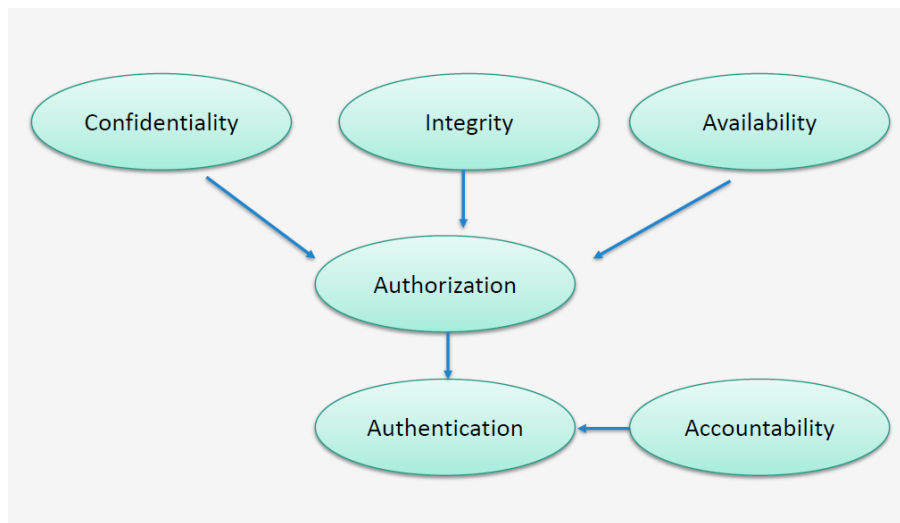 Confidentiality
Integrity
Availability
Authorization
Authentication
Accountability